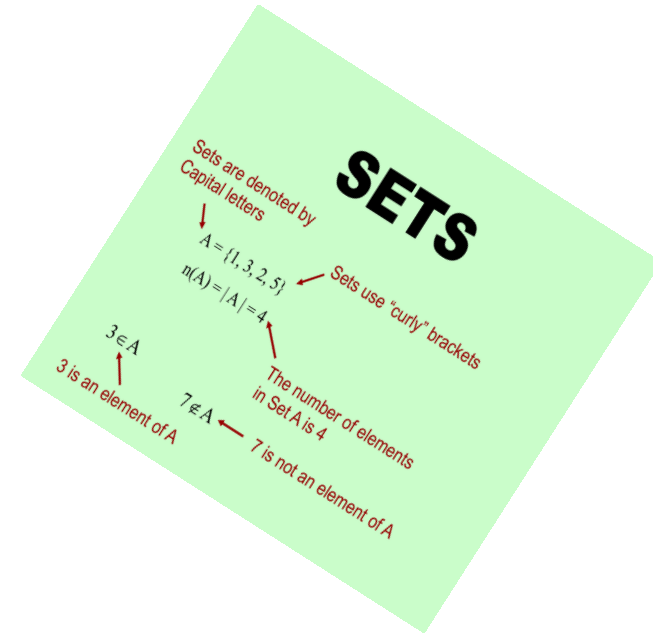 SETS
Sets are denoted by
Capital letters
A = {1, 3, 2, 5}
n(A) = |A| = 4
Sets use “curly” brackets
The number of elements
in Set A is 4
3 ∈ A
3 is an element of A
7 ∉ A
7 is not an element of A